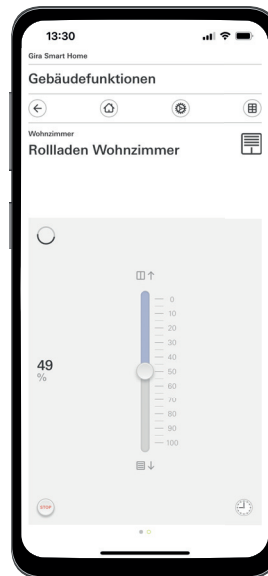 13:30
Gira Smart Home
Gebäudefunktionen
Wohnzimmer
Rollladen Wohnzimmer
0
10
20
30
40
49
%
50
60
70
80
90
100
STOP